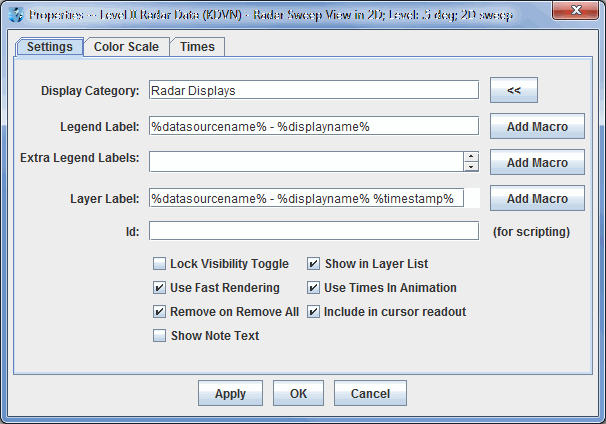 Properties -- Level II Radar Data (KDVN) - Radar Sweep View in 2D; Level: .5 deg; 2D sweep
Settings Color Scale Times
Display Category: Radar Displays <<
Legend Label: %datasourcename% - %displayname% Add Macro
Extra Legend Labels: Add Macro
Layer Label: %datasourcename% - %displayname% %timestamp% Add Macro
Id: (for scripting)
Lock Visibility Toggle Show in Layer List
Use Fast Rendering Use Times In Animation
Remove on Remove All Include in cursor readout
Show Note Text
Apply OK Cancel